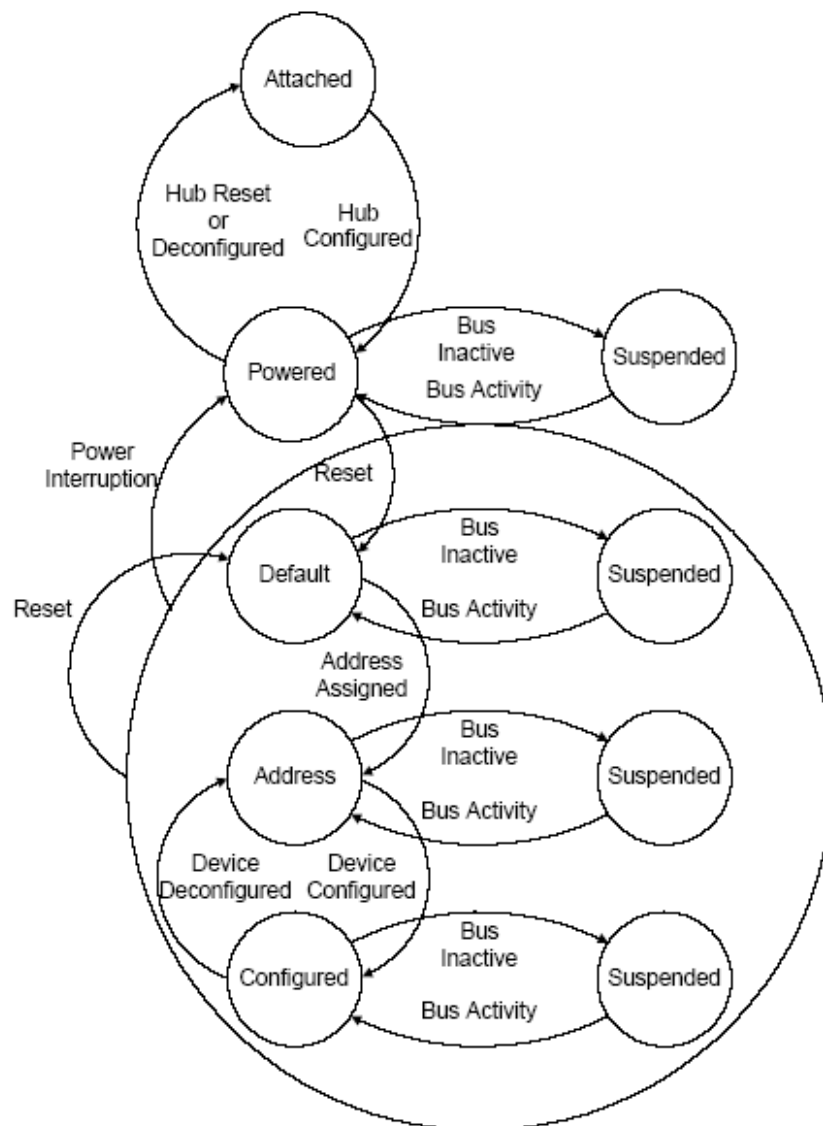 Attached
Hub Reset
or
Deconfigured
Hub
Configured
Powered
Bus
Inactive
Bus Activity
Suspended
Power
Interruption
Reset
Default
Bus
Inactive
Bus Activity
Suspended
Reset
Address
Assigned
Address
Bus
Inactive
Bus Activity
Suspended
Device
Deconfigured
Device
Configured
Configured
Bus
Inactive
Bus Activity
Suspended